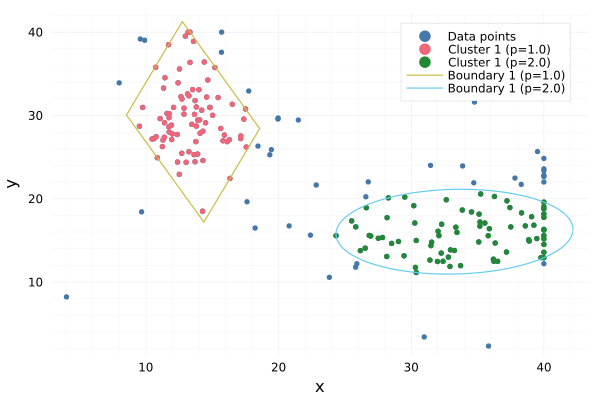 40
30
20
10
y
10
20
30
40
x
Data points
Cluster 1 (p=1.0)
Cluster 1 (p=2.0)
Boundary 1 (p=1.0)
Boundary 1 (p=2.0)